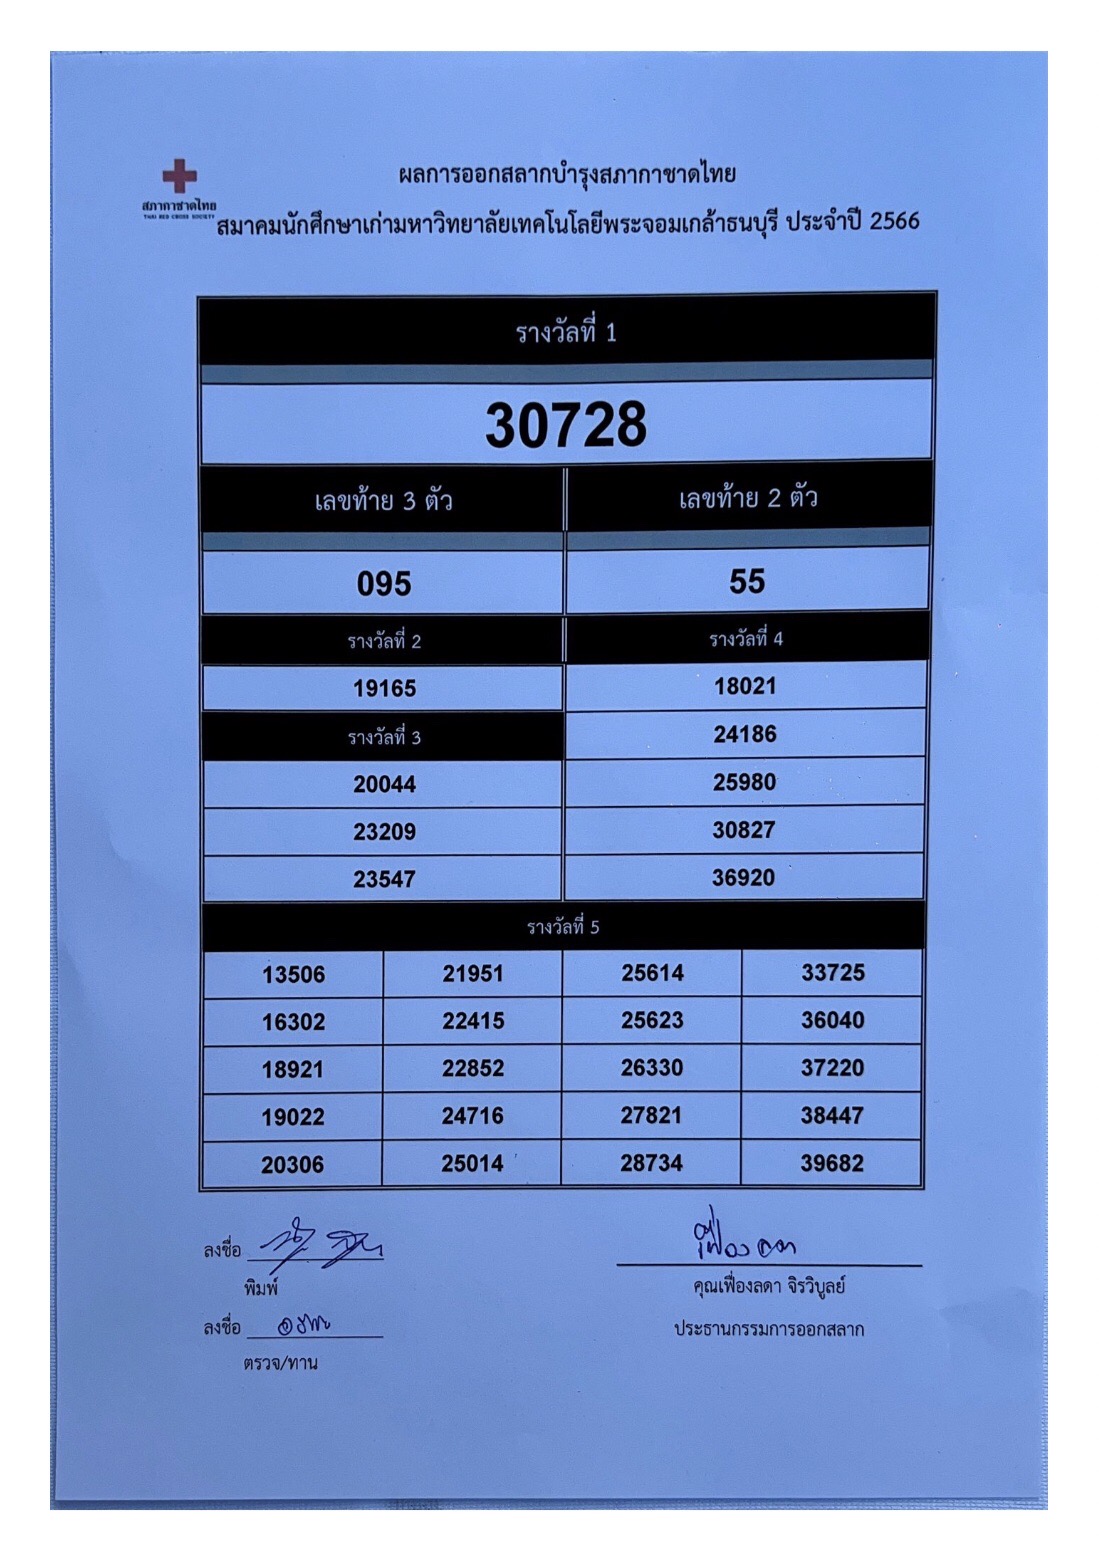 ผลการออกสลากบำรุงสภากาชาดไทย
สภากาชาดไทย
THAI RED CROSS SOCIETY
สมาคมนักศึกษาเก่ามหาวิทยาลัยเทคโนโลยีพระจอมเกล้าธนบุรี ประจำปี 2566
รางวัลที่ 1
30728
เลขท้าย 3 ตัว เลขท้าย 2 ตัว
095 55
รางวัลที่ 2 รางวัลที่ 4
19165 18021
รางวัลที่ 3 24186
20044 25980
23209 30827
23547 36920
รางวัลที่ 5
13506 21951 25614 33725
16302 22415 25623 36040
18921 22852 26330 37220
19022 24716 27821 38447
20306 25014 28734 39682
ลงชื่อ
พิมพ์ คุณเฟื่องลดา จิรวิบูลย์
ลงชื่อ ประธานกรรมการออกสลาก
ตรวจ/ทาน